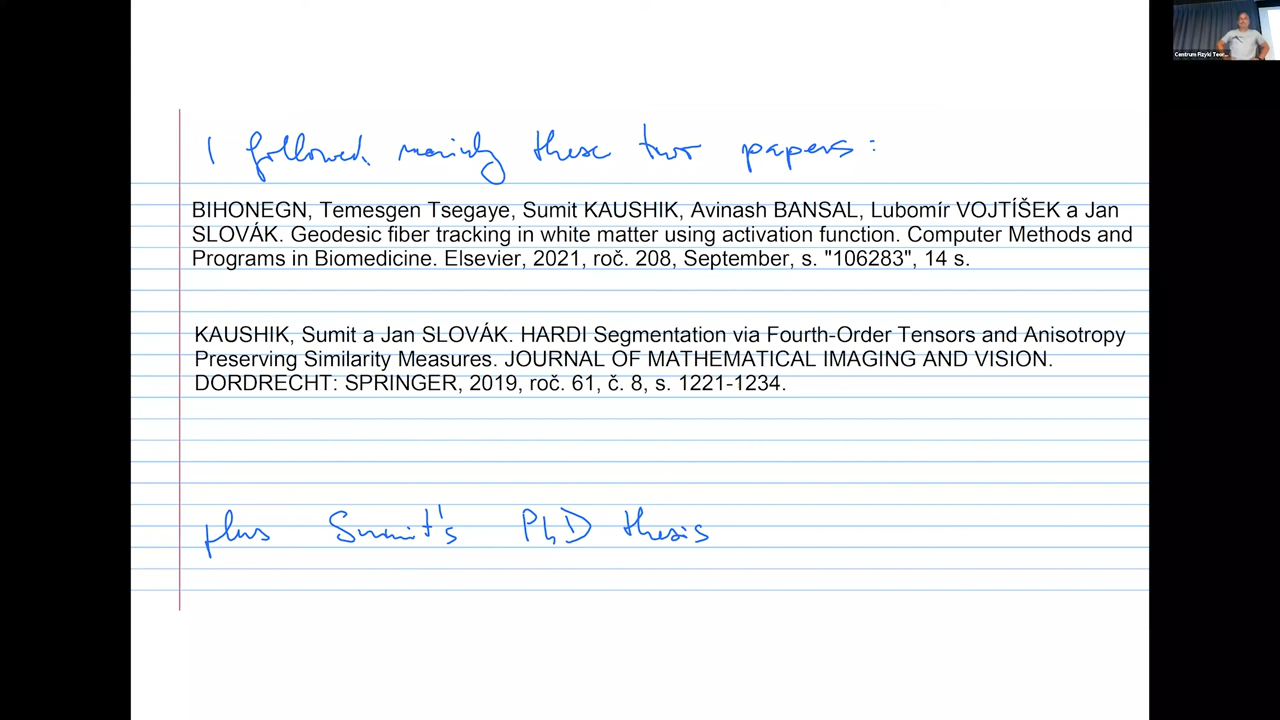 Centrum Fizyki Teor...
I followed mainly these two papers:
BIHONEGN, Temesgen Tsegaye, Sumit KAUSHIK, Avinash BANSAL, Lubomír VOJTÍŠEK a Jan
SLOVÁK. Geodesic fiber tracking in white matter using activation function. Computer Methods and
Programs in Biomedicine. Elsevier, 2021, roč. 208, September, s. "106283", 14 s.
KAUSHIK, Sumit a Jan SLOVÁK. HARDI Segmentation via Fourth-Order Tensors and Anisotropy
Preserving Similarity Measures. JOURNAL OF MATHEMATICAL IMAGING AND VISION.
DORDRECHT: SPRINGER, 2019, roč. 61, č. 8, s. 1221-1234.
plus Sumit's PhD thesis